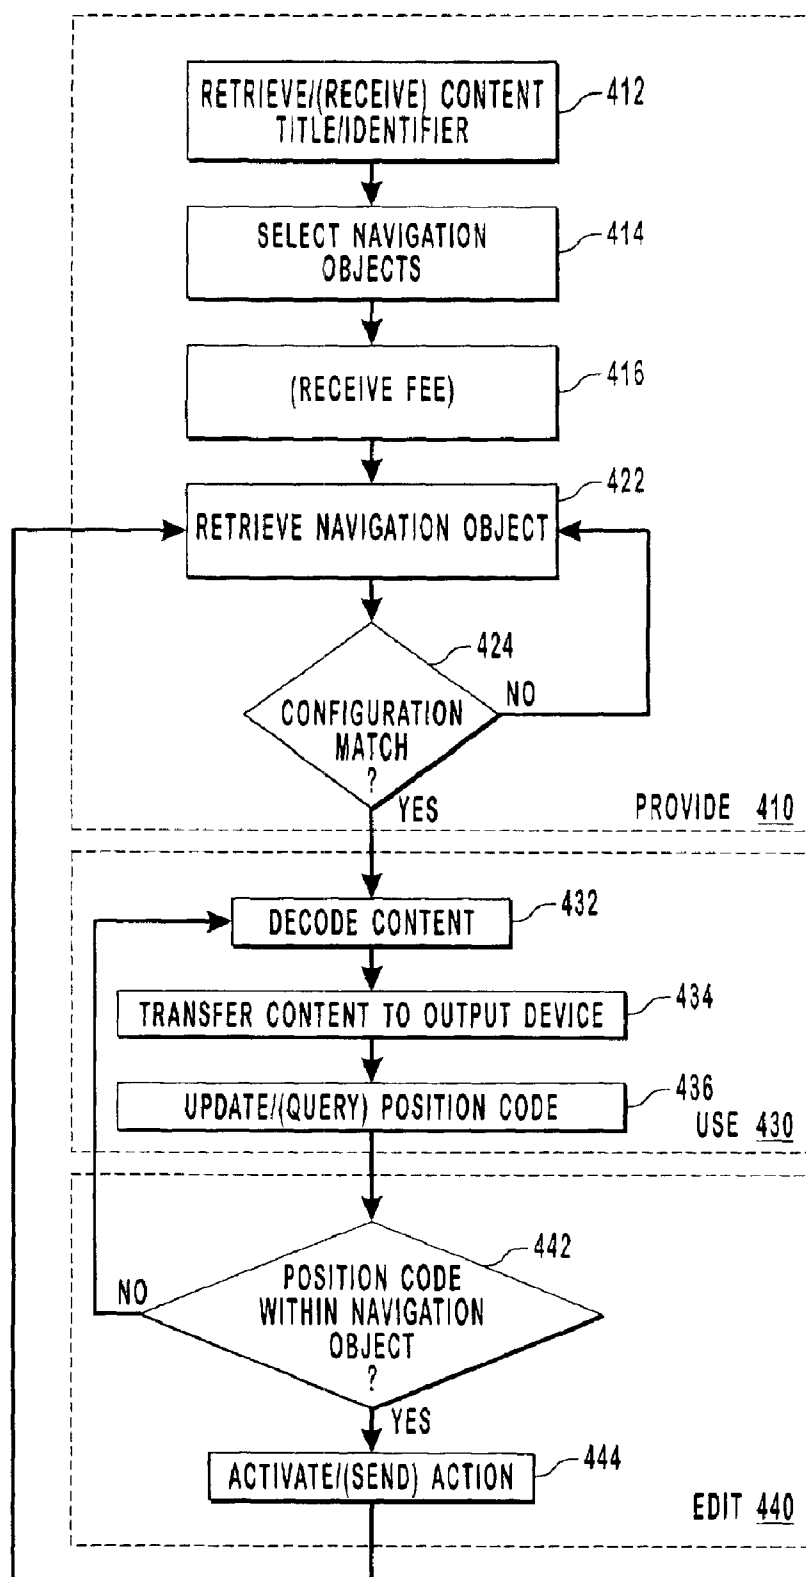 RETRIEVE/(RECEIVE) CONTENT
TITLE/IDENTIFIER
412
SELECT NAVIGATION
OBJECTS
414
(RECEIVE FEE)
416
RETRIEVE NAVIGATION OBJECT
422
424
CONFIGURATION
MATCH
?
NO
YES
PROVIDE 410
DECODE CONTENT
432
TRANSFER CONTENT TO OUTPUT DEVICE
434
UPDATE/(QUERY) POSITION CODE
436
USE 430
442
POSITION CODE
WITHIN NAVIGATION
OBJECT
?
NO
YES
ACTIVATE/(SEND) ACTION
444
EDIT 440